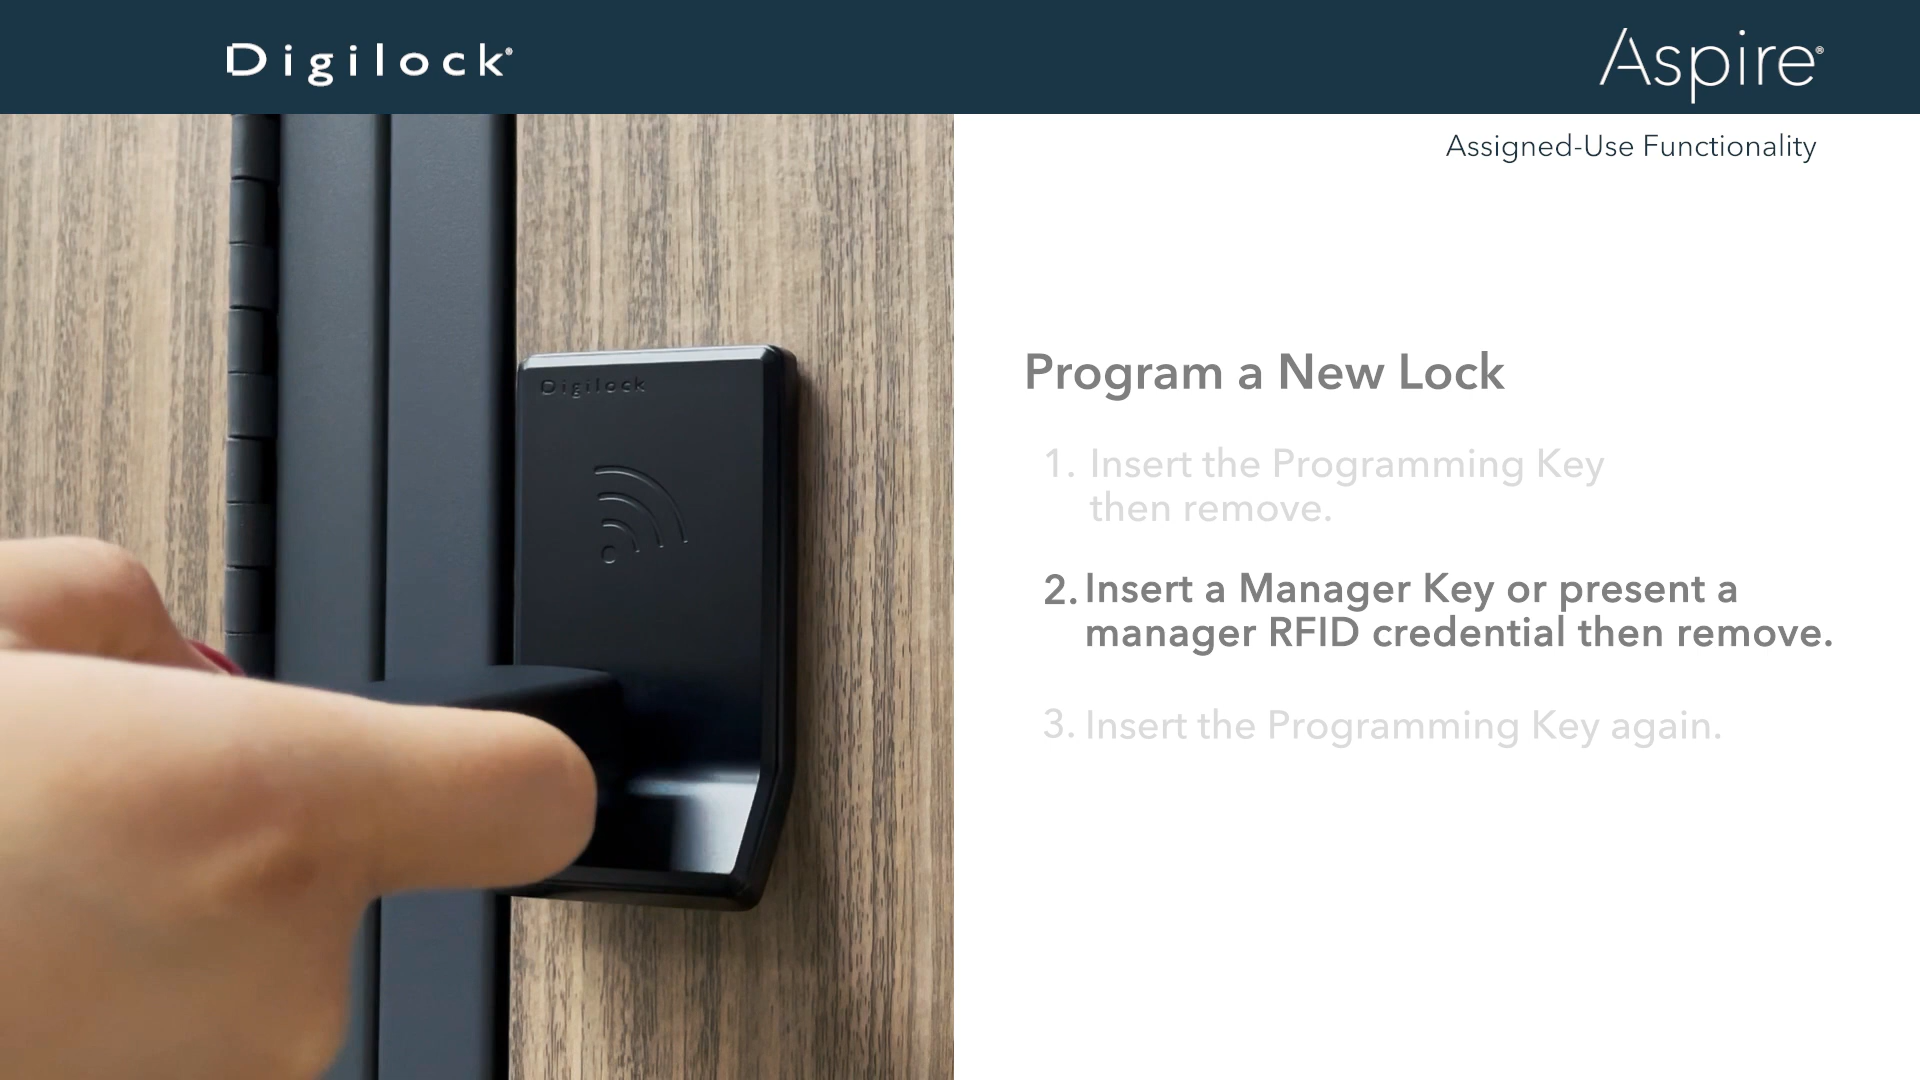 Digilock®
Aspire®
Assigned-Use Functionality
Digilock
Program a New Lock
1. Insert the Programming Key
then remove.
2. Insert a Manager Key or present a
manager RFID credential then remove.
3. Insert the Programming Key again.